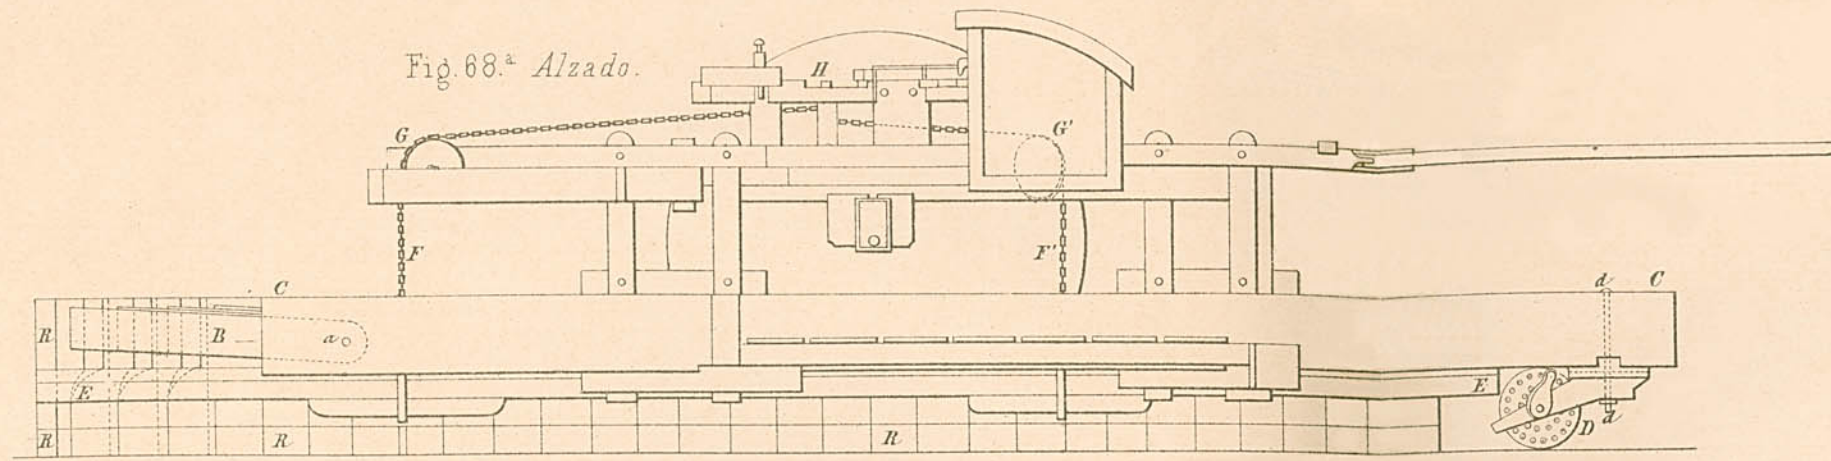 Fig. 68.ª Alzado.
H
G G'
F F'
C d C
R B a
E E
D d
R R R